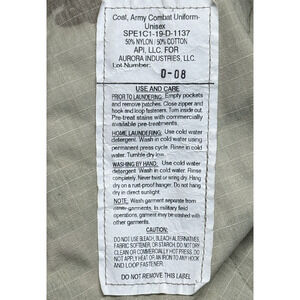 Coat, Army Combat Uniform-
Unisex
SPE1C1-19-D-1137
50% NYLON / 50% COTTON
API, LLC. FOR
AURORA INDUSTRIES, LLC.
Lot Number:
0-08
USE AND CARE
PRIOR TO LAUNDERING: Empty pockets
and remove patches. Close zipper and
hook and loop fasteners. Turn inside out.
Pre-treat stains with commercially
available pre-treatments.
HOME LAUNDERING: Use cold water
detergent. Wash in cold water using
permanent press cycle. Rinse in cold
water. Tumble dry low.
WASHING BY HAND: Use cold water
detergent. Wash in cold water. Rinse
completely. Never twist or wring dry. Hang
dry on a rust-proof hanger. Do not hang
dry in direct sunlight.
NOTE: Wash garment separate from
other garments. In military field
operations, garment may be washed with
other garments.
CAUTION:
DO NOT USE BLEACH, BLEACH ALTERNATIVES,
FABRIC SOFTENER, OR STARCH. DO NOT DRY
CLEAN OR COMMERCIALLY HOT PRESS. DO
NOT APPLY HEAT, OR AN IRON TO ANY HOOK
AND LOOP FASTENER.
DO NOT REMOVE THIS LABEL